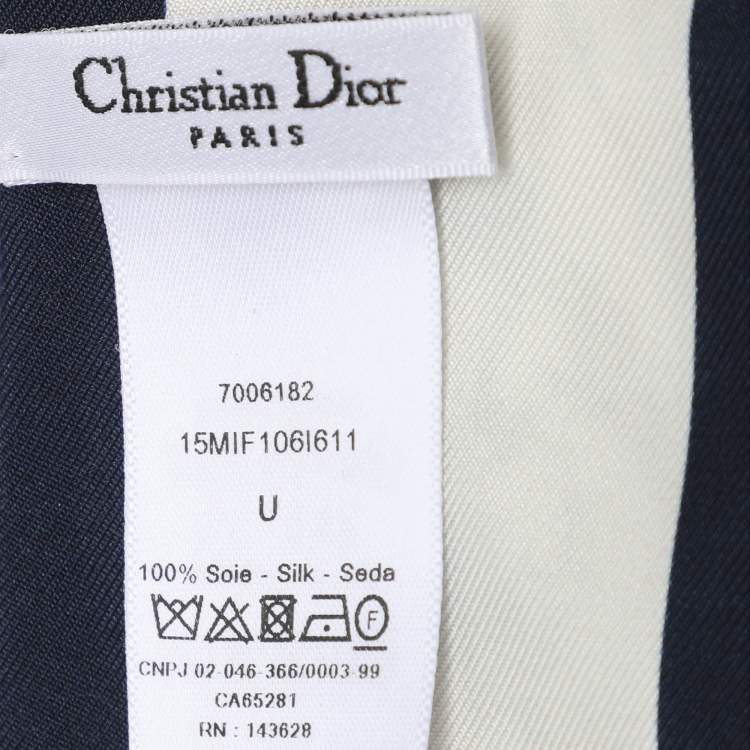 Christian Dior
PARIS
7006182
15MIF106I611
U
100% Soie - Silk - Seda
F
CNPJ 02-046-366/0003-99
CA65281
RN : 143628